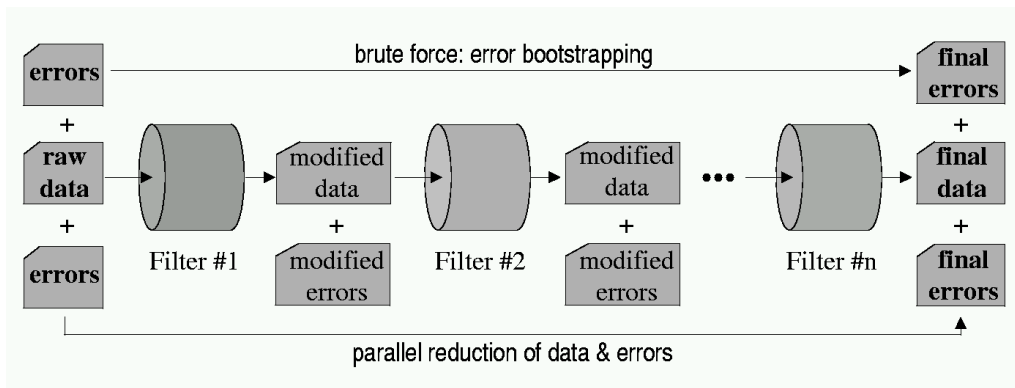 brute force: error bootstrapping
errors
final
errors
+
+
raw
data
modified
data
modified
data
•••
final
data
+
+
+
+
Filter #1
Filter #2
Filter #n
errors
modified
errors
modified
errors
final
errors
parallel reduction of data & errors